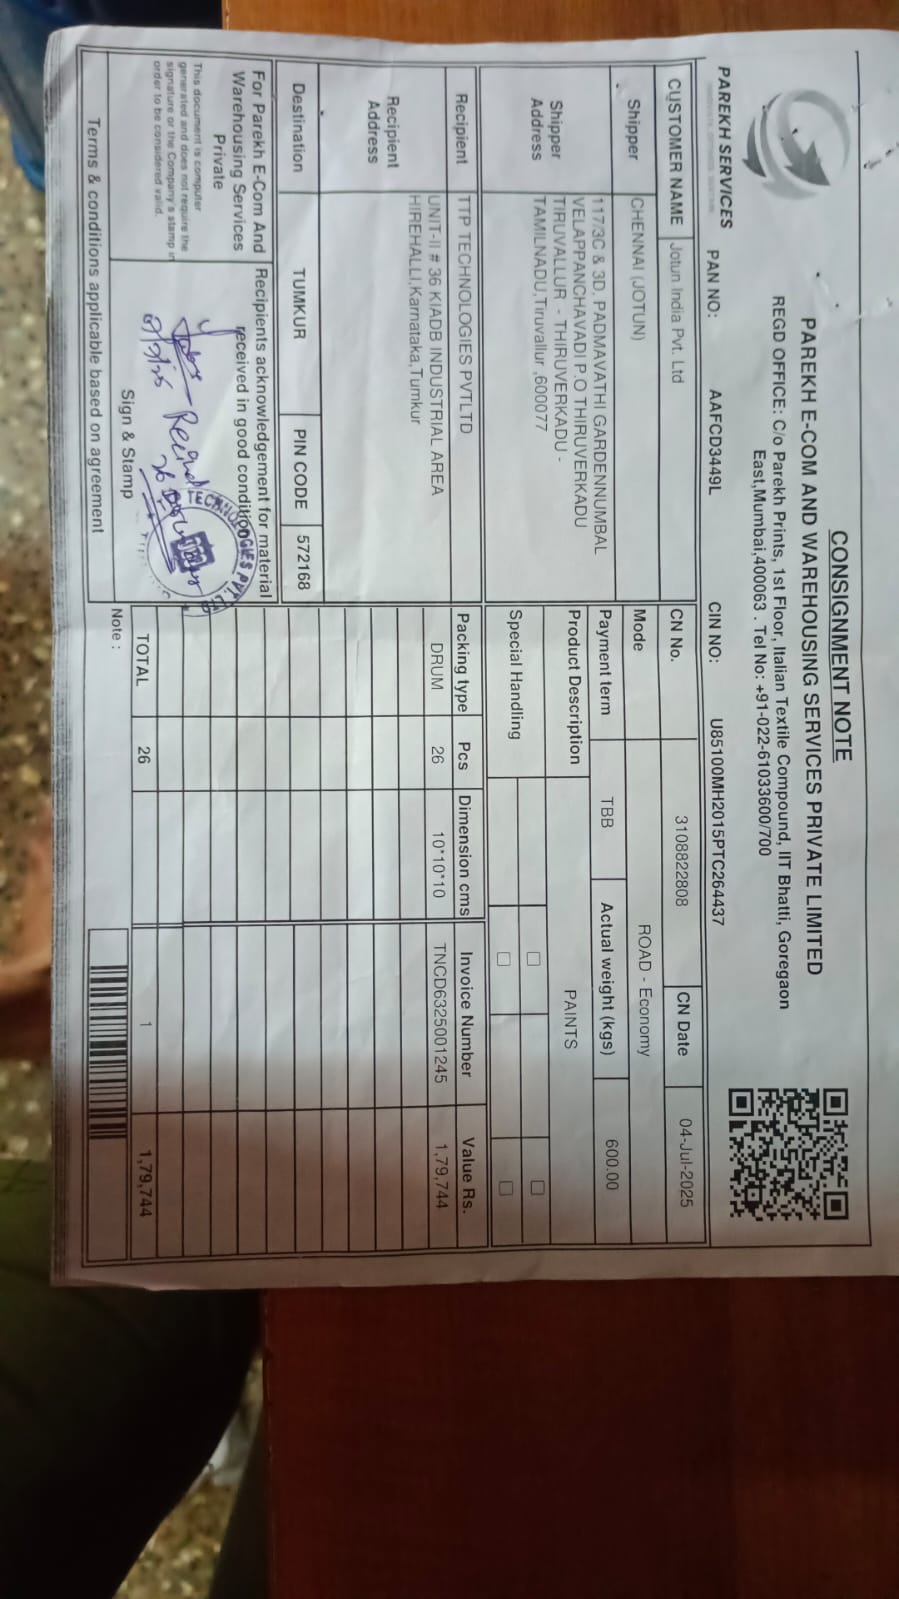 CONSIGNMENT NOTE
PAREKH E-COM AND WAREHOUSING SERVICES PRIVATE LIMITED
REGD OFFICE: C/o Parekh Prints, 1st Floor, Italian Textile Compound, IIT Bhatti, Goregaon
East,Mumbai,400063 . Tel No: +91-022-61033600/700
PAREKH SERVICES
PAN NO: AAFCD3449L CIN NO: U85100MH2015PTC264437
CUSTOMER NAME Jotun India Pvt. Ltd
CN No. 3108822808 CN Date 04-Jul-2025
Shipper CHENNAI (JOTUN)
Mode ROAD - Economy
Shipper Address
117/3C & 3D, PADMAVATHI GARDENNUMBAL
VELAPPANCHAVADI P.O THIRUVERKADU
TIRUVALLUR - THIRUVERKADU -
TAMILNADU,Tiruvallur ,600077
Payment term TBB Actual weight (kgs) 600.00
Product Description PAINTS
Special Handling
Recipient TTP TECHNOLOGIES PVTLTD
Recipient Address
UNIT-II # 36 KIADB INDUSTRIAL AREA
HIREHALLI,Karnataka,Tumkur
Packing type Pcs Dimension cms Invoice Number Value Rs.
DRUM 26 10*10*10 TNCD6325001245 1,79,744
Destination TUMKUR PIN CODE 572168
For Parekh E-Com And
Warehousing Services
Private
This document is computer
generated and does not require the
signature or the Company's stamp in
order to be considered valid.
Recipients acknowledgement for material
received in good condition
26
TECHNOLOGIES
Sign & Stamp
TOTAL 26 1 1,79,744
Note :
Terms & conditions applicable based on agreement